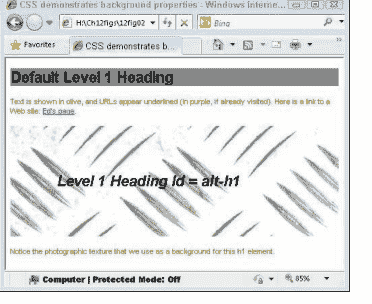 CSS demonstrates background properties - Windows Interne...
H:\Ch12figs\12fig02
Bing
Favorites
CSS demonstrates b...
Default Level 1 Heading
Text is shown in olive, and URLs appear underlined (in purple, if already visited). Here is a link to a
Web site: Ed's page.
Level 1 Heading id = alt-h1
Notice the photographic texture that we use as a background for this h1 element.
Computer | Protected Mode: Off
85%